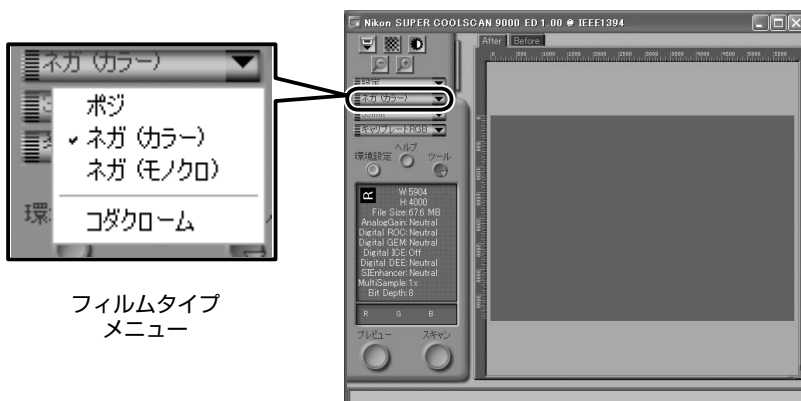 ネガ (カラー)
ポジ
ネガ (カラー)
ネガ (モノクロ)
コダクローム
フィルムタイプ
メニュー
Nikon SUPER COOLSCAN 9000 ED 1.00 @ IEEE1394
After Before
設定
ネガ (カラー)
キャリブレートRGB
ヘルプ
環境設定 ツール
W:5904
H:4000
File Size:67.6 MB
AnalogGain:Neutral
Digital ROC:Neutral
Digital GEM:Neutral
Digital ICE:Off
Digital DEE:Neutral
SIEnhancer:Neutral
MultiSample:1x
Bit Depth:8
R G B
プレビュー スキャン